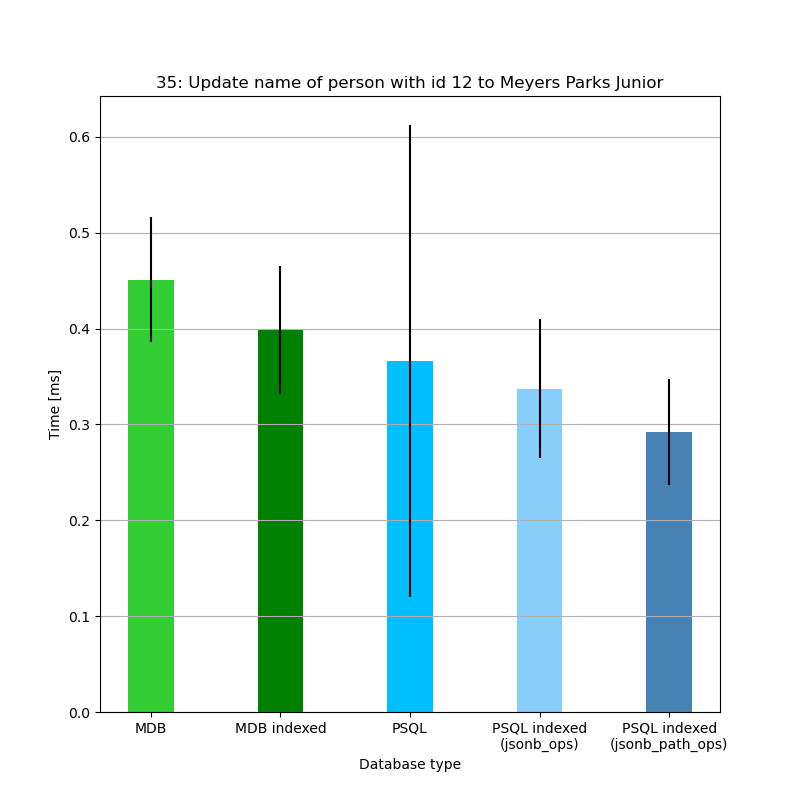 35: Update name of person with id 12 to Meyers Parks Junior
Time [ms]
0.6
0.5
0.4
0.3
0.2
0.1
0.0
MDB
MDB indexed
PSQL
PSQL indexed
(jsonb_ops)
PSQL indexed
(jsonb_path_ops)
Database type